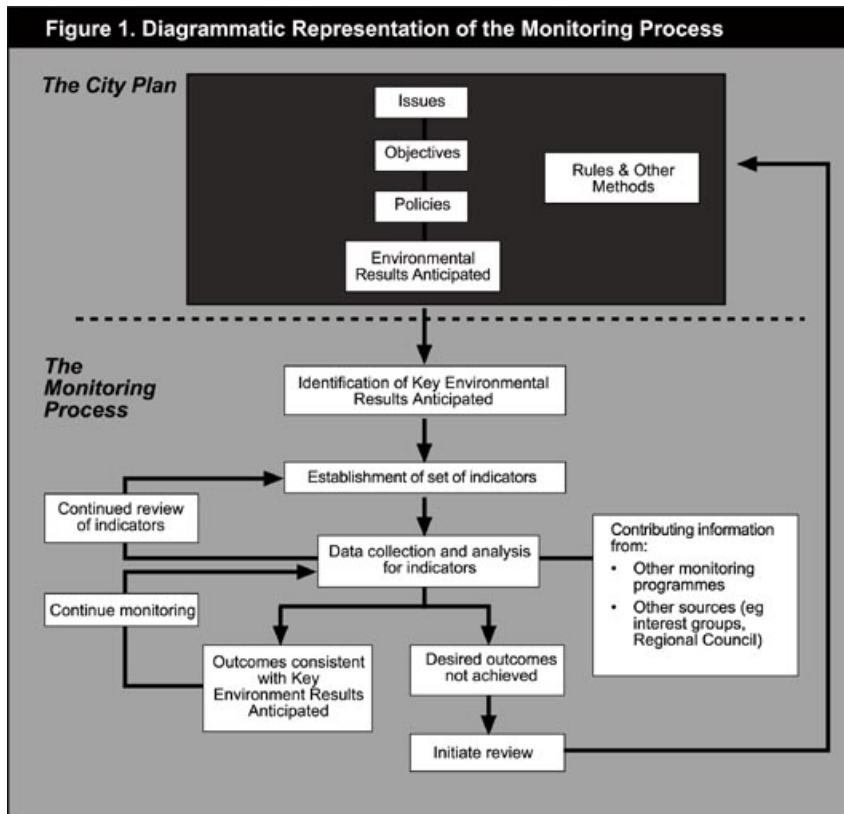 Figure 1. Diagrammatic Representation of the Monitoring Process
The City Plan
Issues
Objectives
Policies
Environmental
Results Anticipated
Rules & Other
Methods
The
Monitoring
Process
Identification of Key Environmental
Results Anticipated
Establishment of set of indicators
Continued review
of indicators
Data collection and analysis
for indicators
Contributing information
from:
• Other monitoring
programmes
• Other sources (eg
interest groups,
Regional Council)
Continue monitoring
Outcomes consistent
with Key
Environment Results
Anticipated
Desired outcomes
not achieved
Initiate review